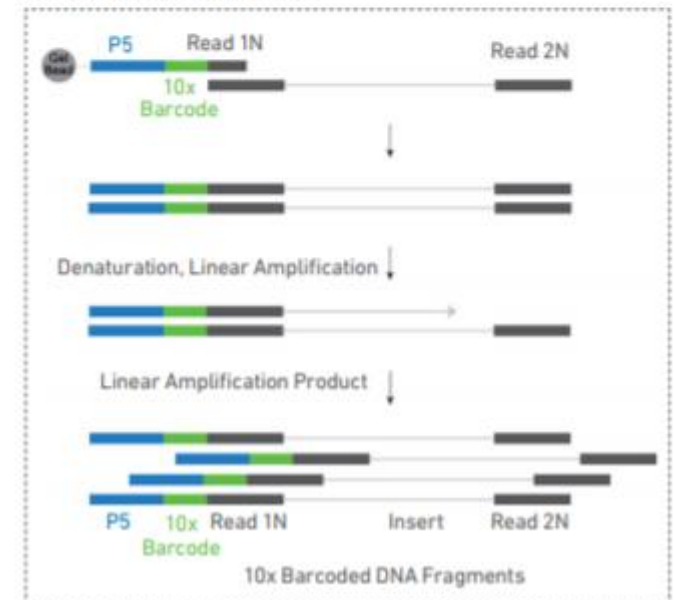 P5 Read 1N
Read 2N
Gel
Bead
10x
Barcode
Denaturation, Linear Amplification
Linear Amplification Product
P5 10x Read 1N Insert Read 2N
Barcode
10x Barcoded DNA Fragments